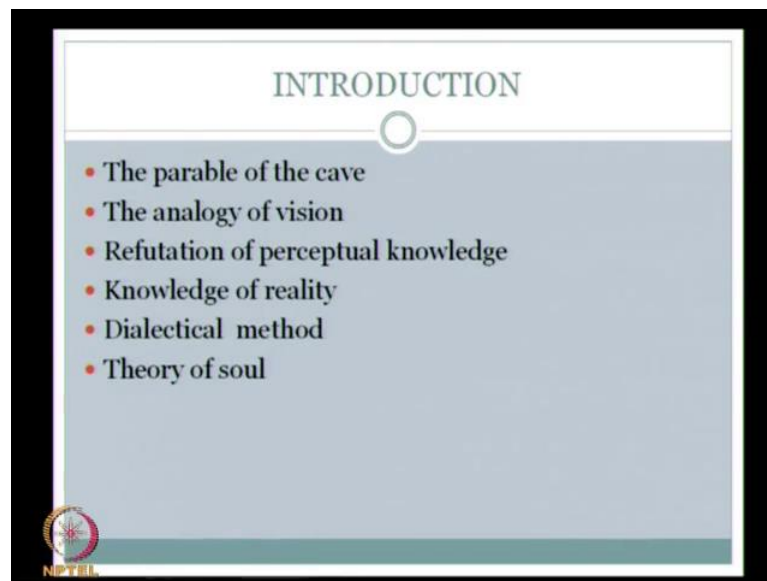 INTRODUCTION
The parable of the cave
The analogy of vision
Refutation of perceptual knowledge
Knowledge of reality
Dialectical method
Theory of soul
NPTEL